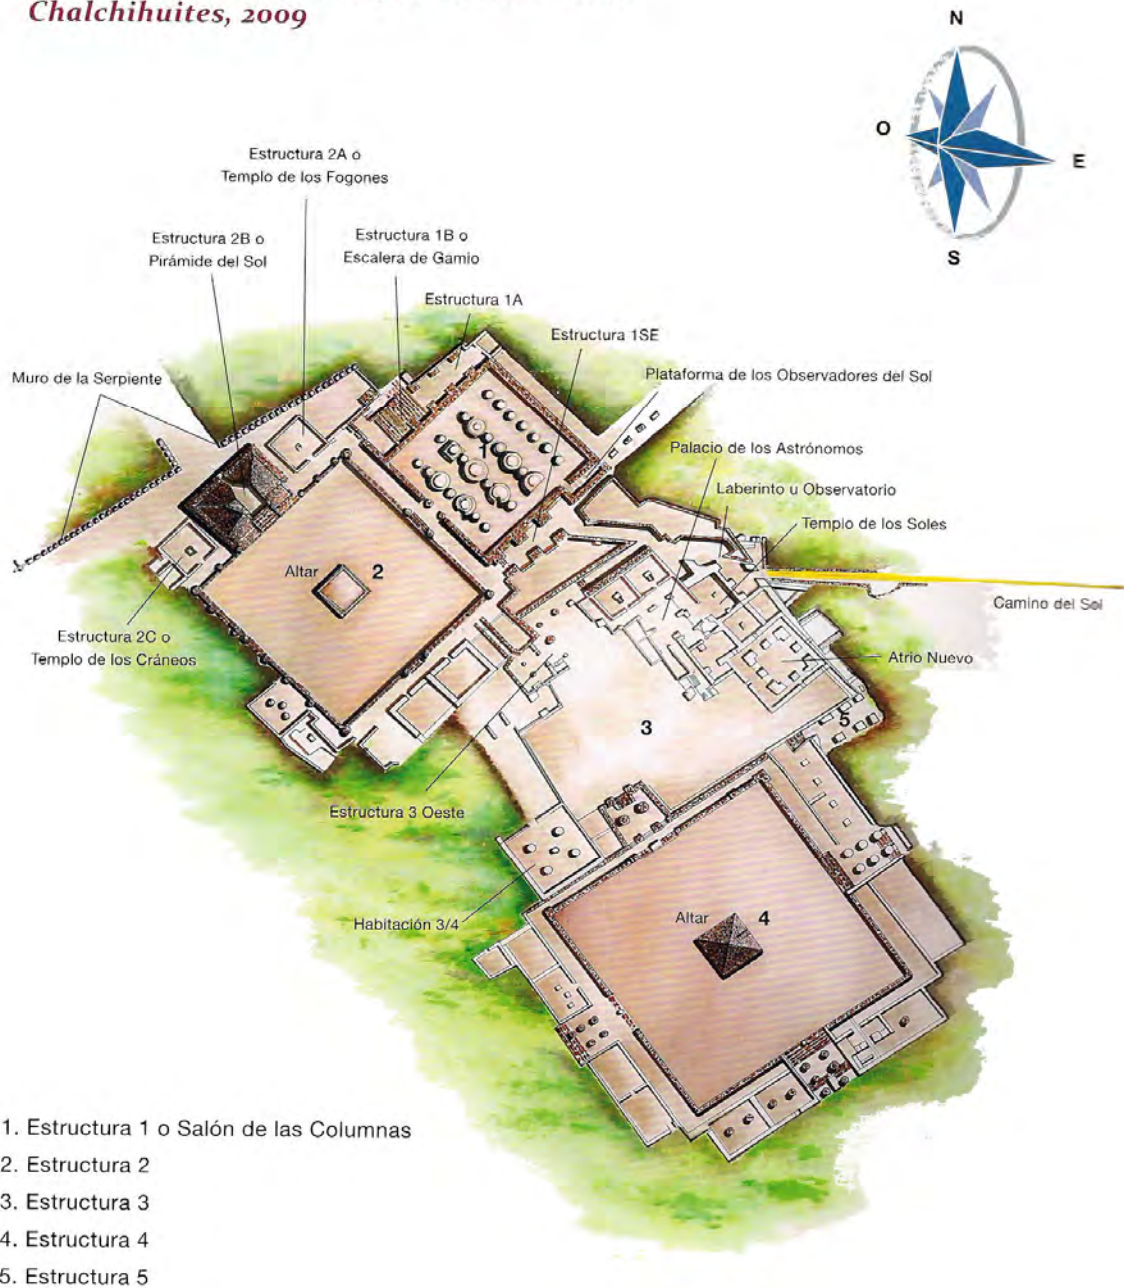 Chalchihuites, 2009
N
O
E
S
Estructura 2A o
Templo de los Fogones
Estructura 2B o
Pirámide del Sol
Estructura 1B o
Escalera de Gamio
Estructura 1A
Estructura 1SE
Muro de la Serpiente
Plataforma de los Observadores del Sol
Palacio de los Astrónomos
Laberinto u Observatorio
Templo de los Soles
1
Altar
2
Camino del Sol
Estructura 2C o
Templo de los Cráneos
Atrio Nuevo
3
5
Estructura 3 Oeste
Habitación 3/4
Altar
4
1. Estructura 1 o Salón de las Columnas
2. Estructura 2
3. Estructura 3
4. Estructura 4
5. Estructura 5